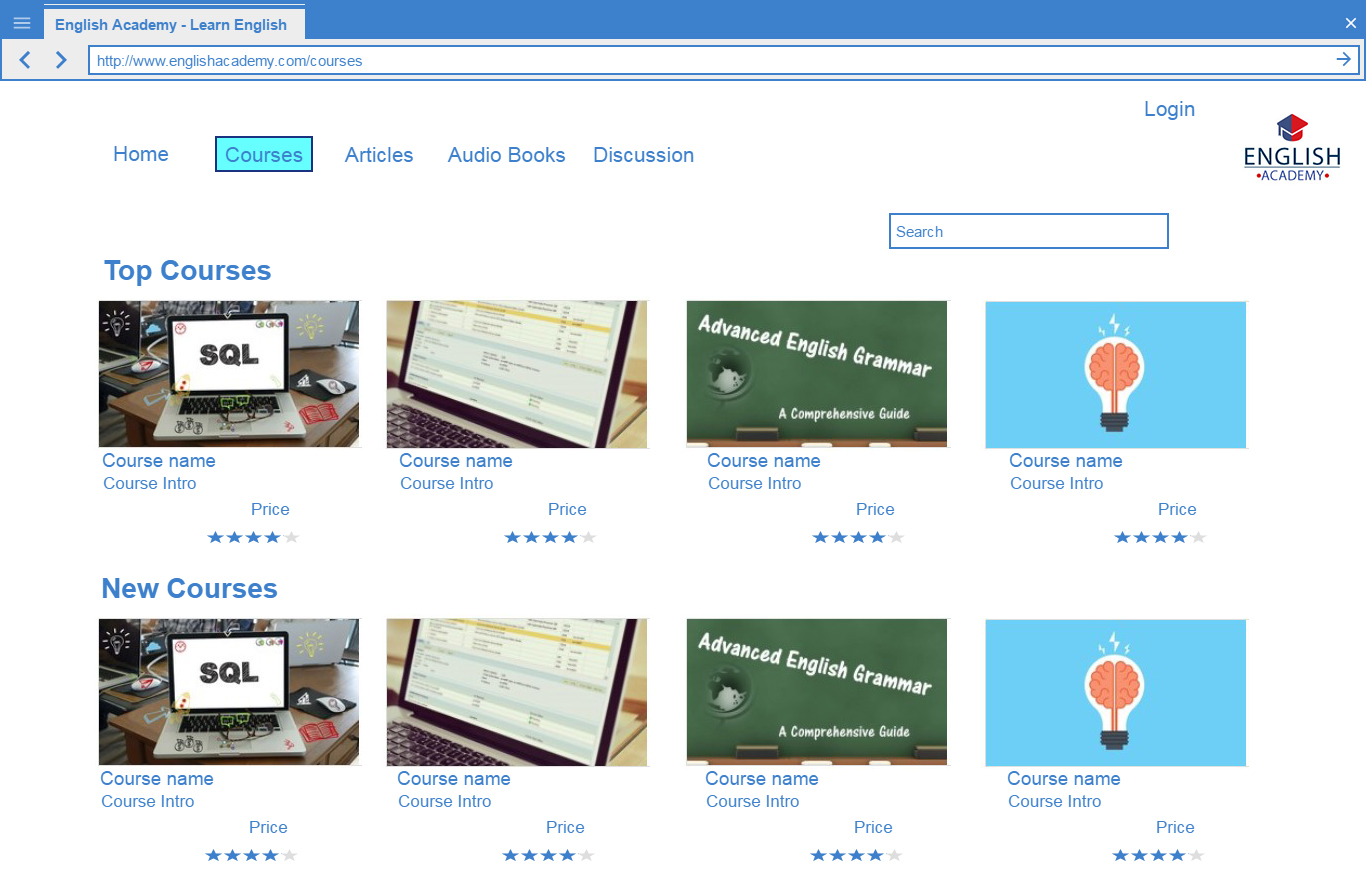 English Academy - Learn English
http://www.englishacademy.com/courses
Login
Home Courses Articles Audio Books Discussion
ENGLISH
•ACADEMY•
Search
Top Courses
SQL
Advanced English Grammar
A Comprehensive Guide
Course name Course name Course name Course name
Course Intro Course Intro Course Intro Course Intro
Price Price Price Price
New Courses
SQL
Advanced English Grammar
A Comprehensive Guide
Course name Course name Course name Course name
Course Intro Course Intro Course Intro Course Intro
Price Price Price Price